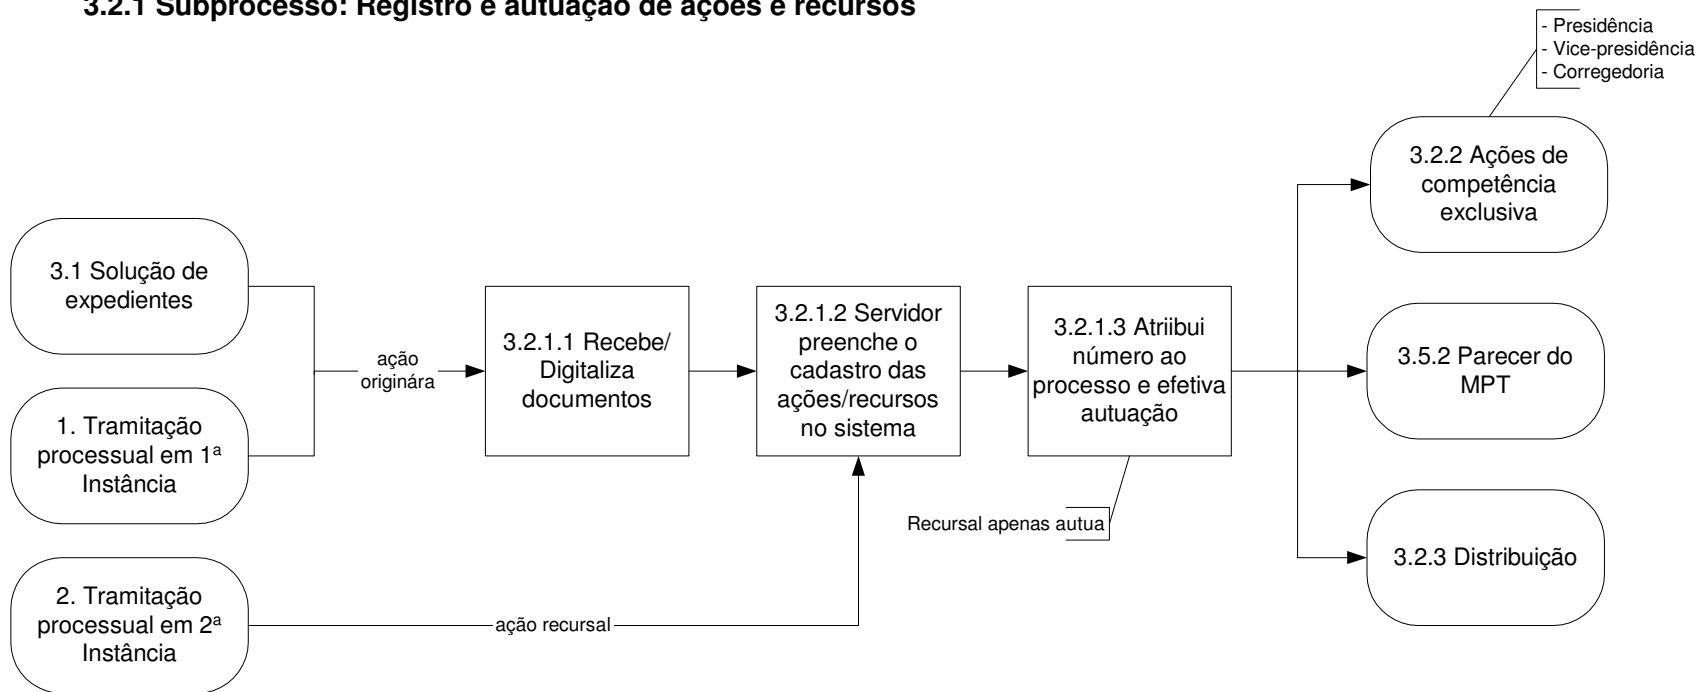 3.2.1 Subprocesso: Registro e autuação de ações e recursos
- Presidência
- Vice-presidência
- Corregedoria
3.2.2 Ações de
competência
exclusiva
3.1 Solução de
expedientes
1. Tramitação
processual em 1ª
Instância
2. Tramitação
processual em 2ª
Instância
ação
originára
3.2.1.1 Recebe/
Digitaliza
documentos
3.2.1.2 Servidor
preenche o
cadastro das
ações/recursos
no sistema
3.2.1.3 Atriibui
número ao
processo e efetiva
autuação
Recursal apenas autua
ação recursal
3.5.2 Parecer do
MPT
3.2.3 Distribuição